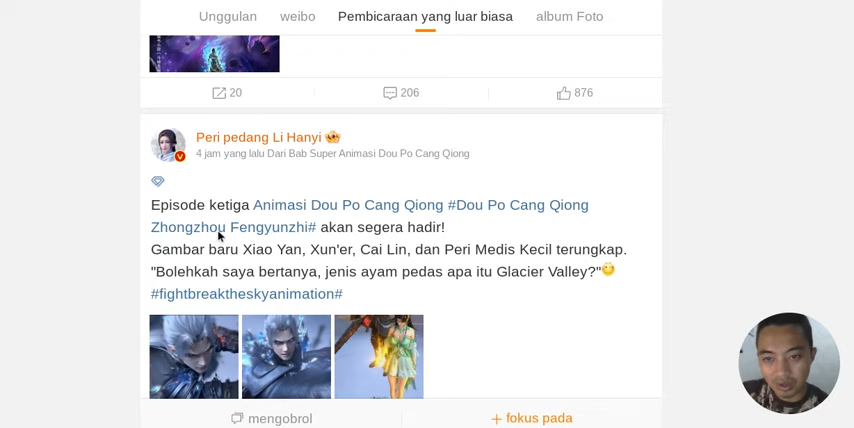 Unggulan weibo Pembicaraan yang luar biasa album Foto
20 206 876
Peri pedang Li Hanyi
4 jam yang lalu Dari Bab Super Animasi Dou Po Cang Qiong
Episode ketiga Animasi Dou Po Cang Qiong #Dou Po Cang Qiong
Zhongzhou Fengyunzhi# akan segera hadir!
Gambar baru Xiao Yan, Xun'er, Cai Lin, dan Peri Medis Kecil terungkap.
"Bolehkah saya bertanya, jenis ayam pedas apa itu Glacier Valley?"
#fightbreaktheskyanimation#
mengobrol + fokus pada